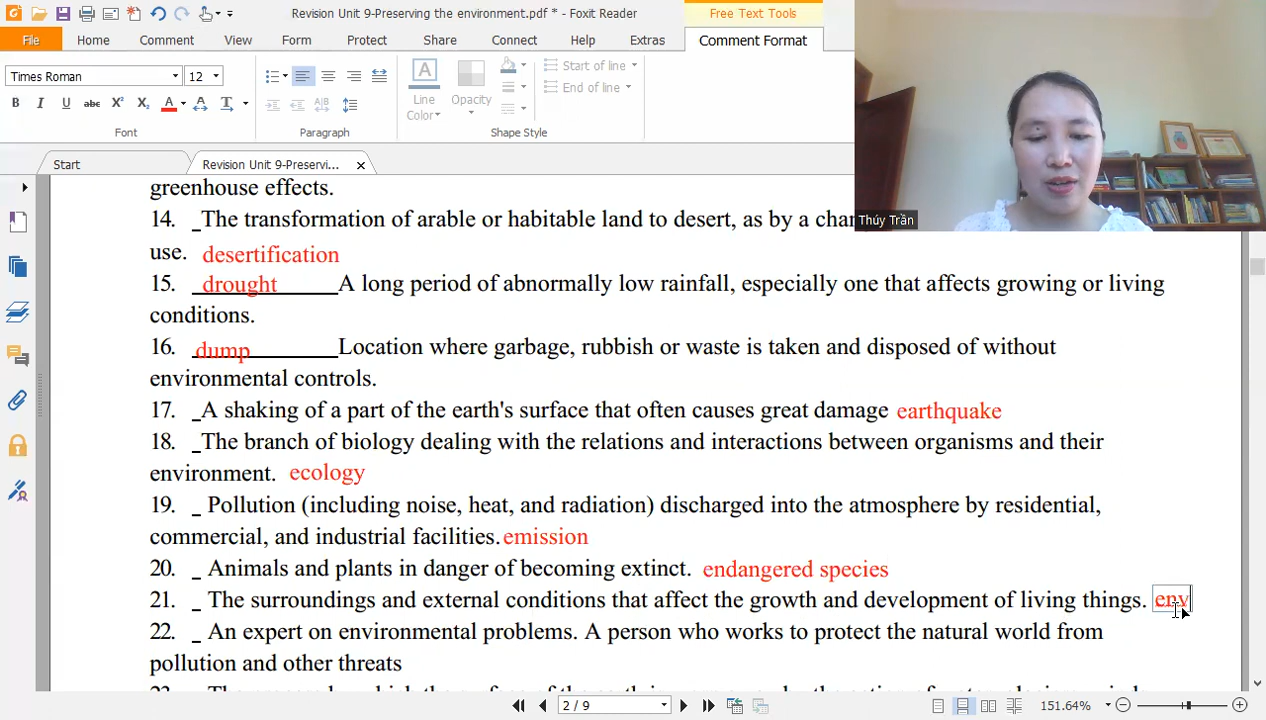 Revision Unit 9-Preserving the environment.pdf * - Foxit Reader
Free Text Tools
File Home Comment View Form Protect Share Connect Help Extras Comment Format
Times Roman 12
Start of line
End of line
B I U abc X² X₂ A A T
Line Color
Opacity
Font Paragraph Shape Style
Start
Revision Unit 9-Preservi...
Thúy Trần
greenhouse effects.
14. _The transformation of arable or habitable land to desert, as by a
use. desertification
15. drought A long period of abnormally low rainfall, especially one that affects growing or living
conditions.
16. dump Location where garbage, rubbish or waste is taken and disposed of without
environmental controls.
17. _A shaking of a part of the earth's surface that often causes great damage earthquake
18. _The branch of biology dealing with the relations and interactions between organisms and their
environment. ecology
19. _ Pollution (including noise, heat, and radiation) discharged into the atmosphere by residential,
commercial, and industrial facilities. emission
20. _ Animals and plants in danger of becoming extinct. endangered species
21. _ The surroundings and external conditions that affect the growth and development of living things. env
22. _ An expert on environmental problems. A person who works to protect the natural world from
pollution and other threats
2 / 9
151.64%